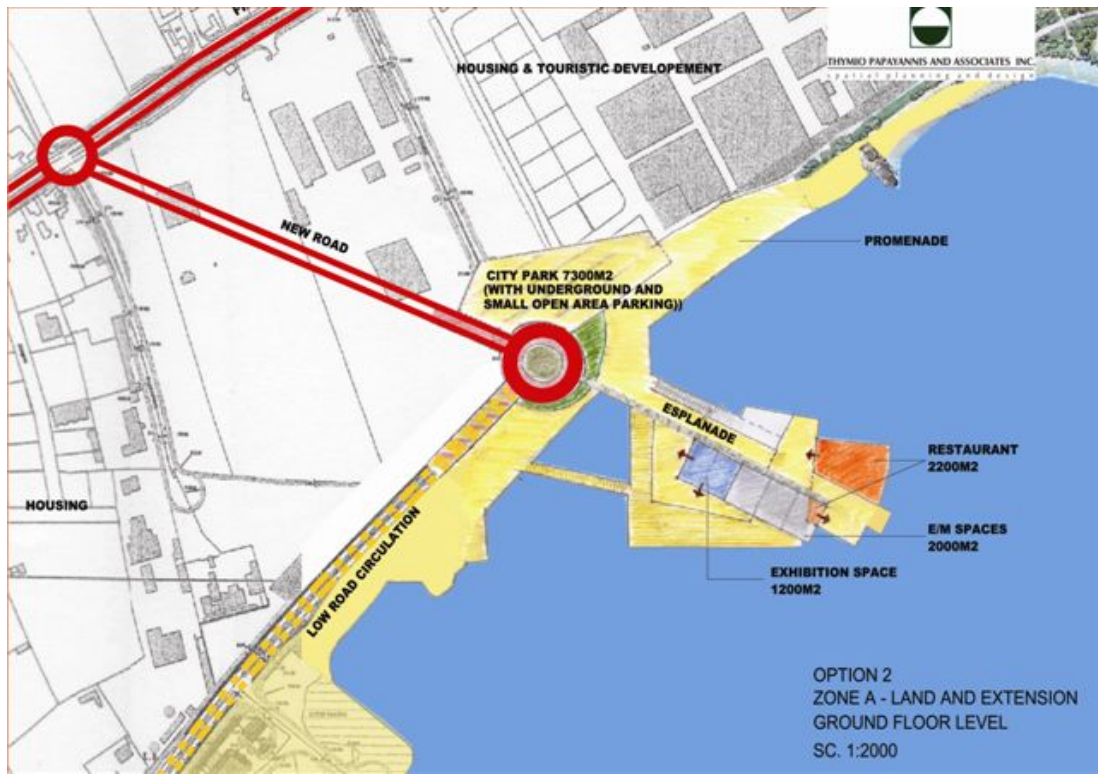 THYMIO PAPAYANNIS AND ASSOCIATES INC.
spatial planning and design
HOUSING & TOURISTIC DEVELOPEMENT
NEW ROAD
PROMENADE
CITY PARK 7300M2
(WITH UNDERGROUND AND
SMALL OPEN AREA PARKING))
ESPLANADE
RESTAURANT
2200M2
HOUSING
E/M SPACES
2000M2
EXHIBITION SPACE
1200M2
LOW ROAD CIRCULATION
OPTION 2
ZONE A - LAND AND EXTENSION
GROUND FLOOR LEVEL
SC. 1:2000